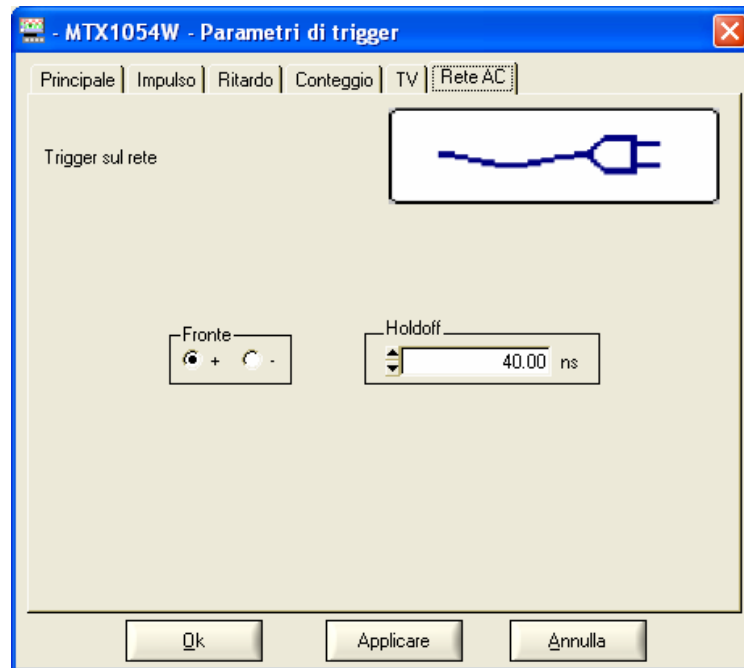 - MTX1054W - Parametri di trigger
Principale Impulso Ritardo Conteggio TV Rete AC
Trigger sul rete
Fronte
+ -
Holdoff
40.00 ns
Ok Applicare Annulla